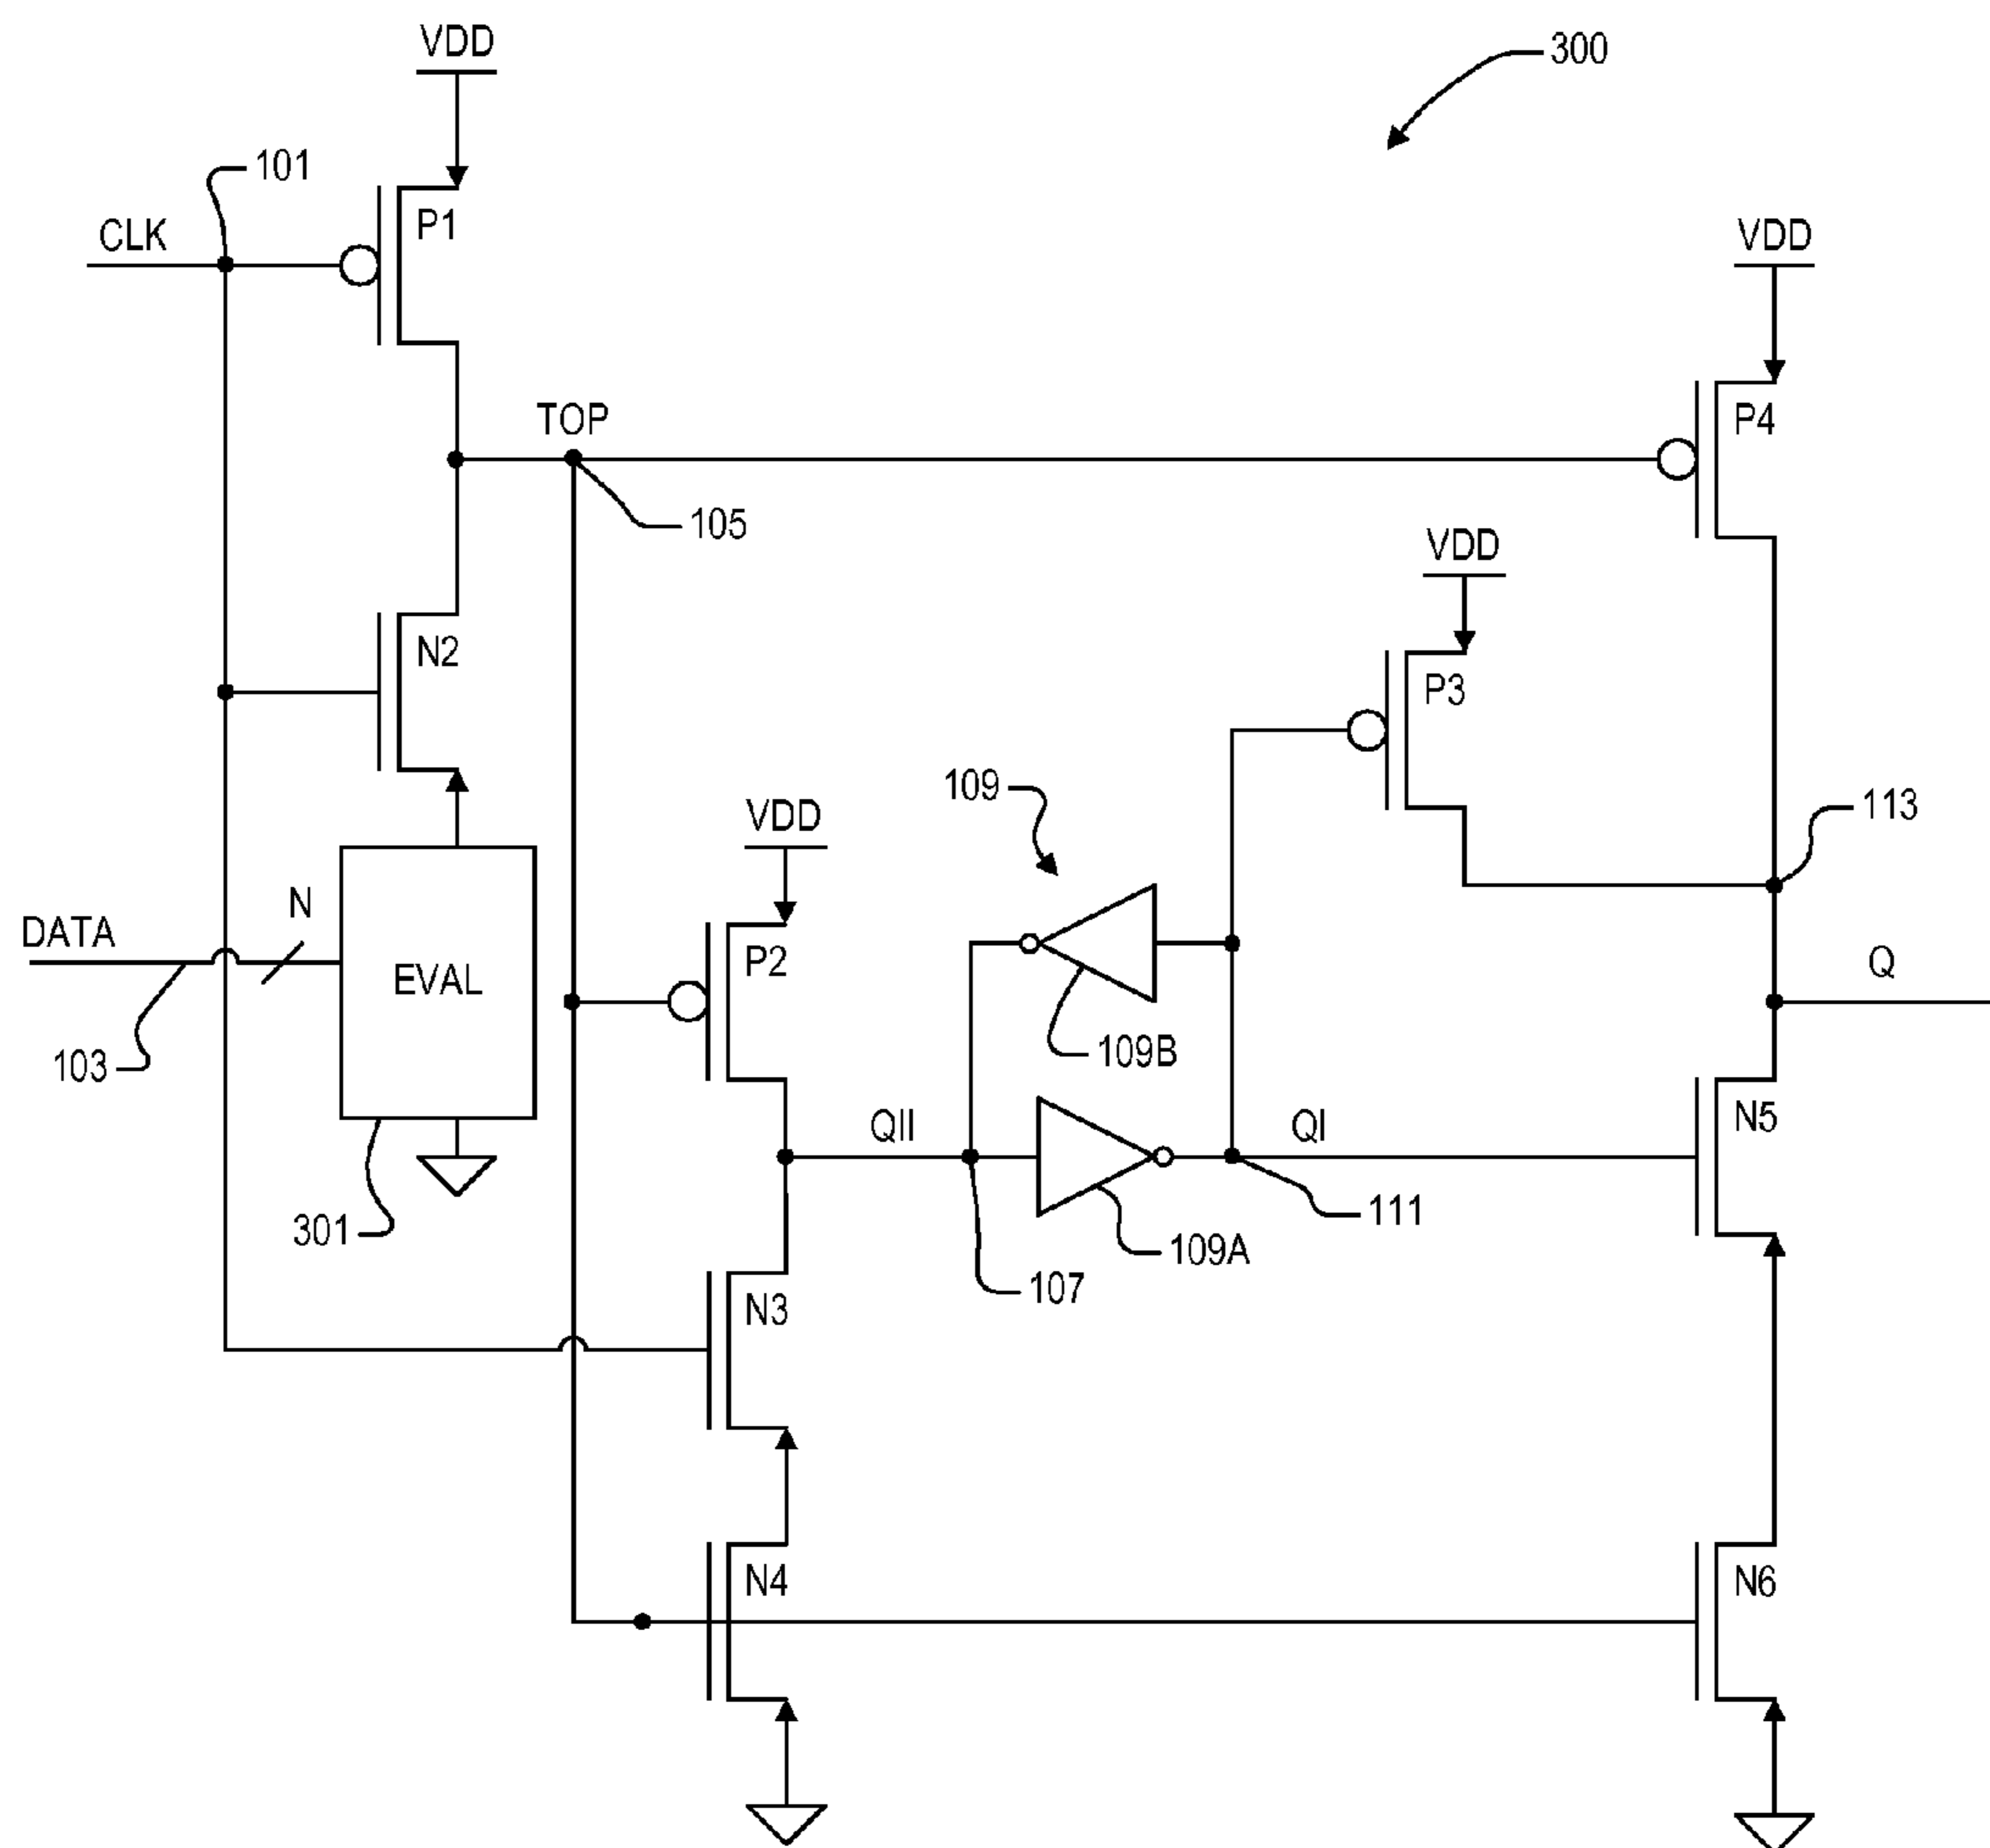 VDD
300
101
P1
CLK
VDD
TOP
P4
105
VDD
N2
P3
109
VDD
113
N
DATA
P2
EVAL
Q
103
109B
QII
QI
N5
111
301
109A
107
N3
N4
N6